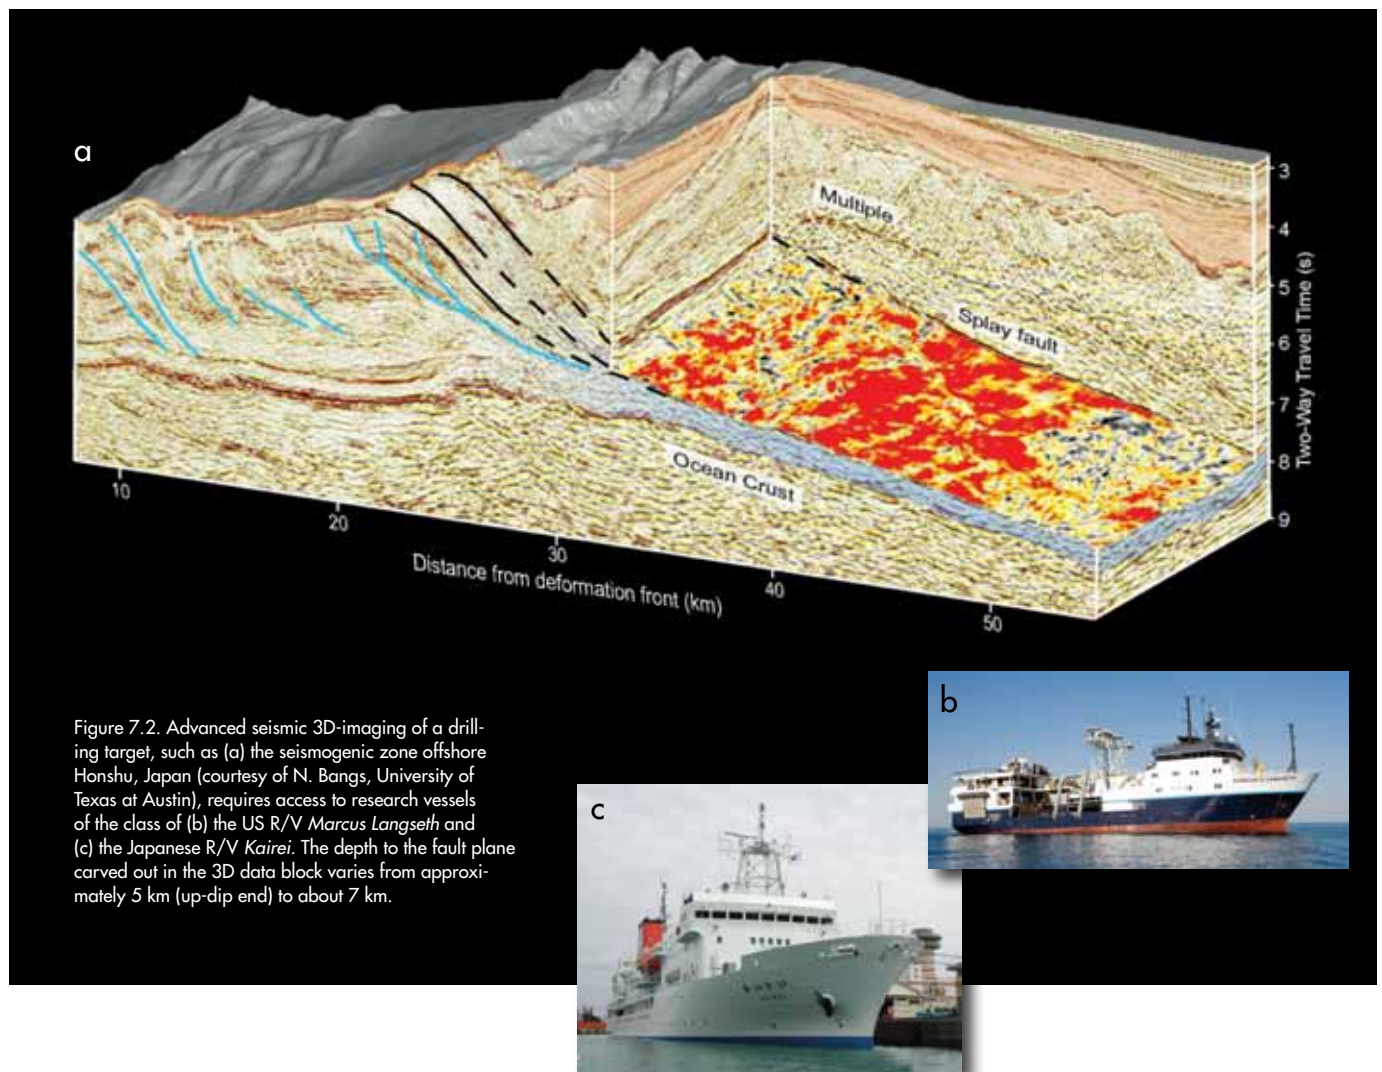 a
Multiple
Splay fault
Ocean Crust
3
4
5
6
7
8
9
Two-Way Travel Time (s)
10
20
30
40
50
Distance from deformation front (km)
Figure 7.2. Advanced seismic 3D-imaging of a drill-
ing target, such as (a) the seismogenic zone offshore
Honshu, Japan (courtesy of N. Bangs, University of
Texas at Austin), requires access to research vessels
of the class of (b) the US R/V Marcus Langseth and
(c) the Japanese R/V Kairei. The depth to the fault plane
carved out in the 3D data block varies from approxi-
mately 5 km (up-dip end) to about 7 km.
b
c